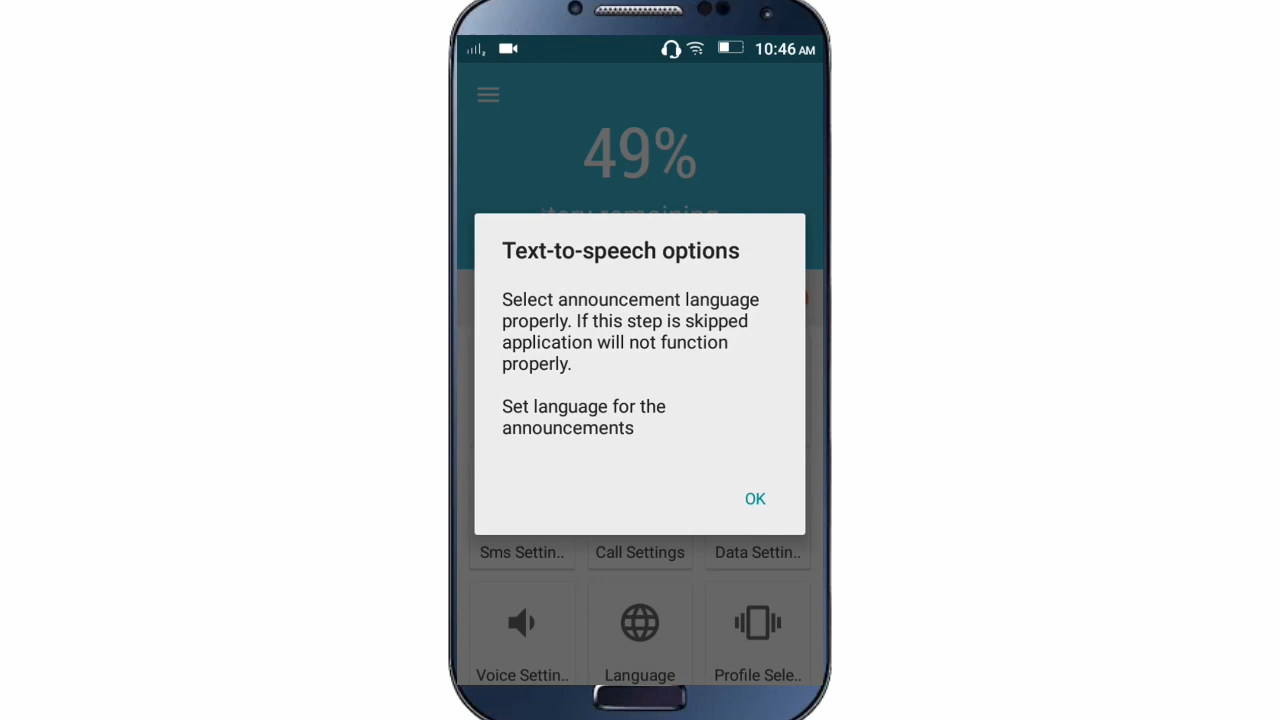 10:46 AM
49%
Text-to-speech options
Select announcement language
properly. If this step is skipped
application will not function
properly.
Set language for the
announcements
OK
Sms Settin.. Call Settings Data Settin..
Voice Settin.. Language Profile Sele..